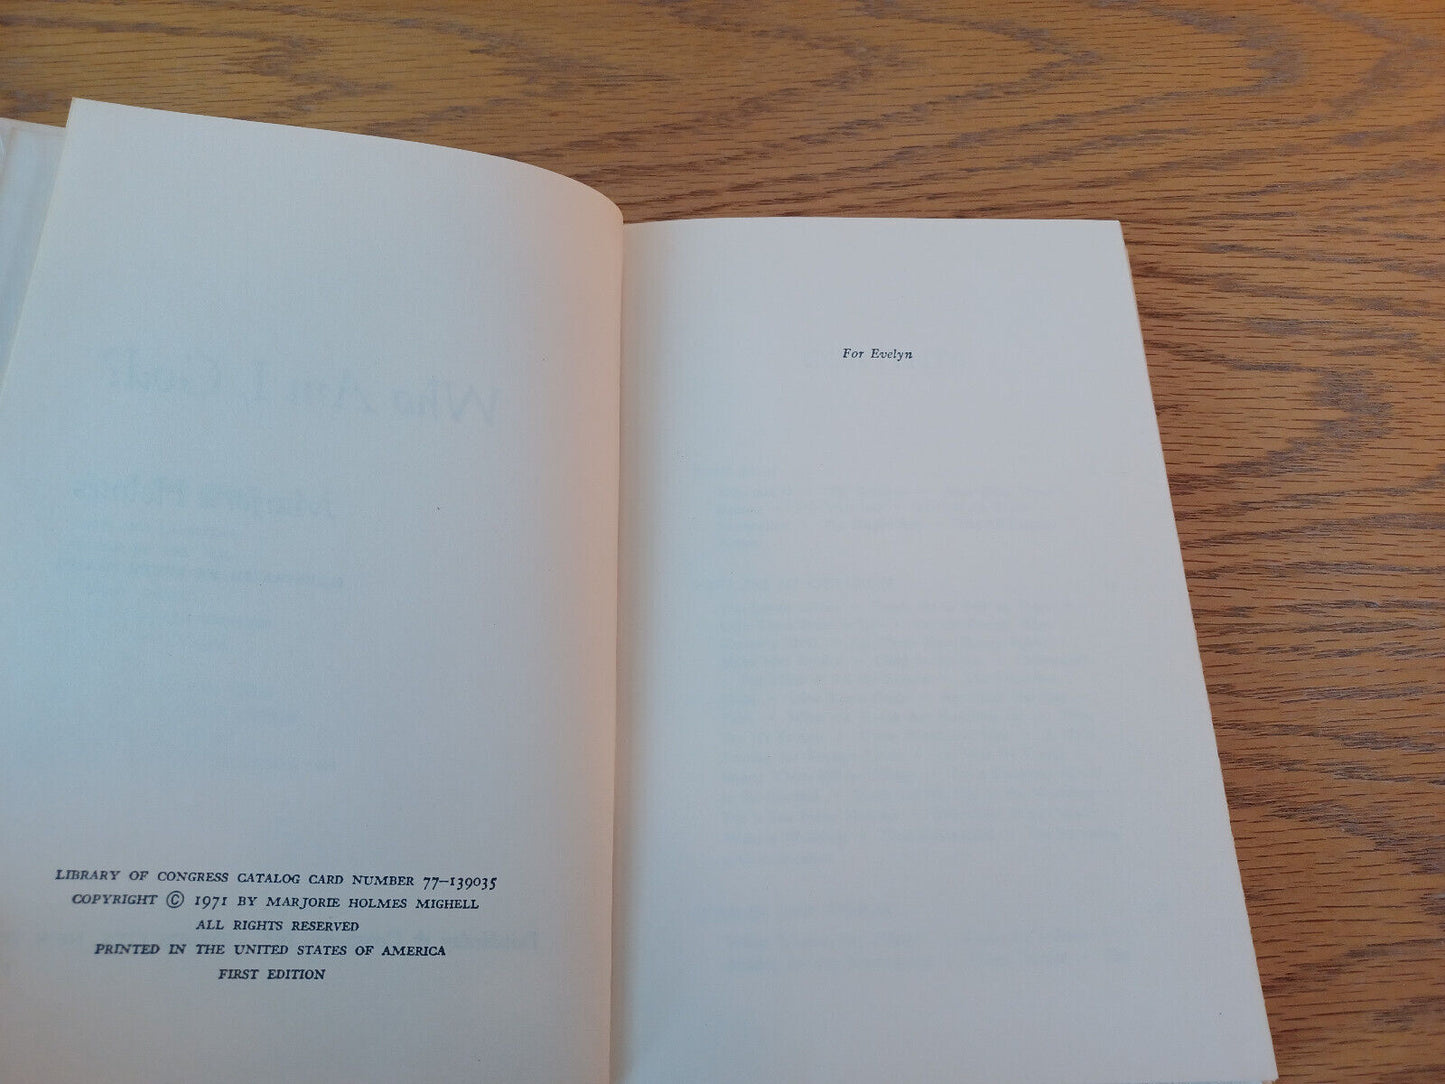 LIBRARY OF CONGRESS CATALOG CARD NUMBER 77–139035
COPYRIGHT © 1971 BY MARJORIE HOLMES MIGHELL
ALL RIGHTS RESERVED
PRINTED IN THE UNITED STATES OF AMERICA
FIRST EDITION
For Evelyn